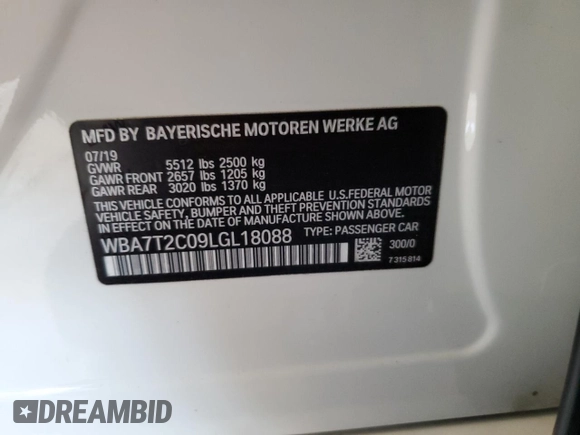 MFD BY BAYERISCHE MOTOREN WERKE AG
07/19
GVWR 5512 lbs 2500 kg
GAWR FRONT 2657 lbs 1205 kg
GAWR REAR 3020 lbs 1370 kg
THIS VEHICLE CONFORMS TO ALL APPLICABLE U.S.FEDERAL MOTOR
VEHICLE SAFETY, BUMPER AND THEFT PREVENTION STANDARDS
IN EFFECT ON THE DATE OF MANUFACTURE SHOWN ABOVE.
WBA7T2C09LGL18088 TYPE: PASSENGER CAR
300/0
7315814
DREAMBID